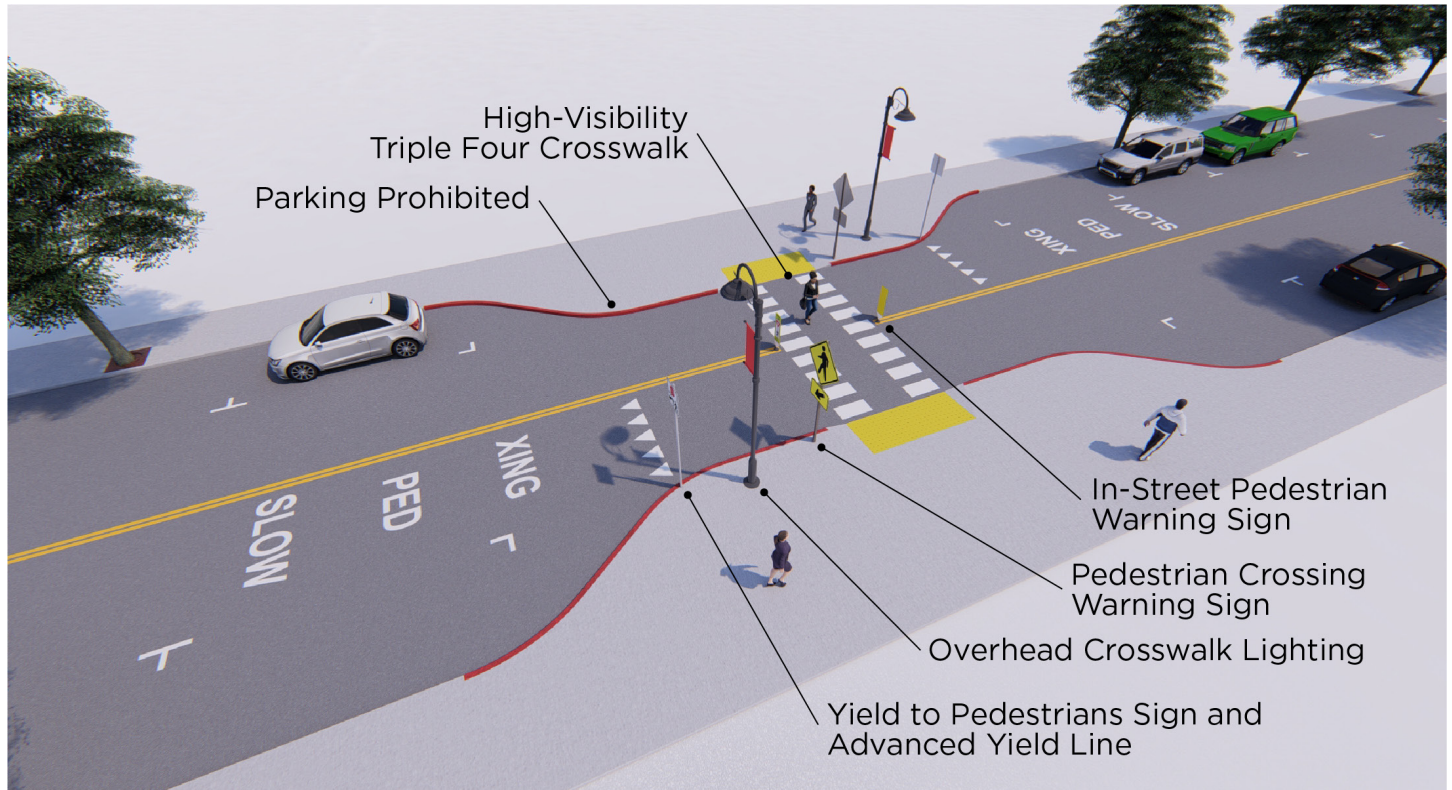 High-Visibility
Triple Four Crosswalk
Parking Prohibited
SLOW
PED
XING
XING
PED
SLOW
In-Street Pedestrian
Warning Sign
Pedestrian Crossing
Warning Sign
Overhead Crosswalk Lighting
Yield to Pedestrians Sign and
Advanced Yield Line